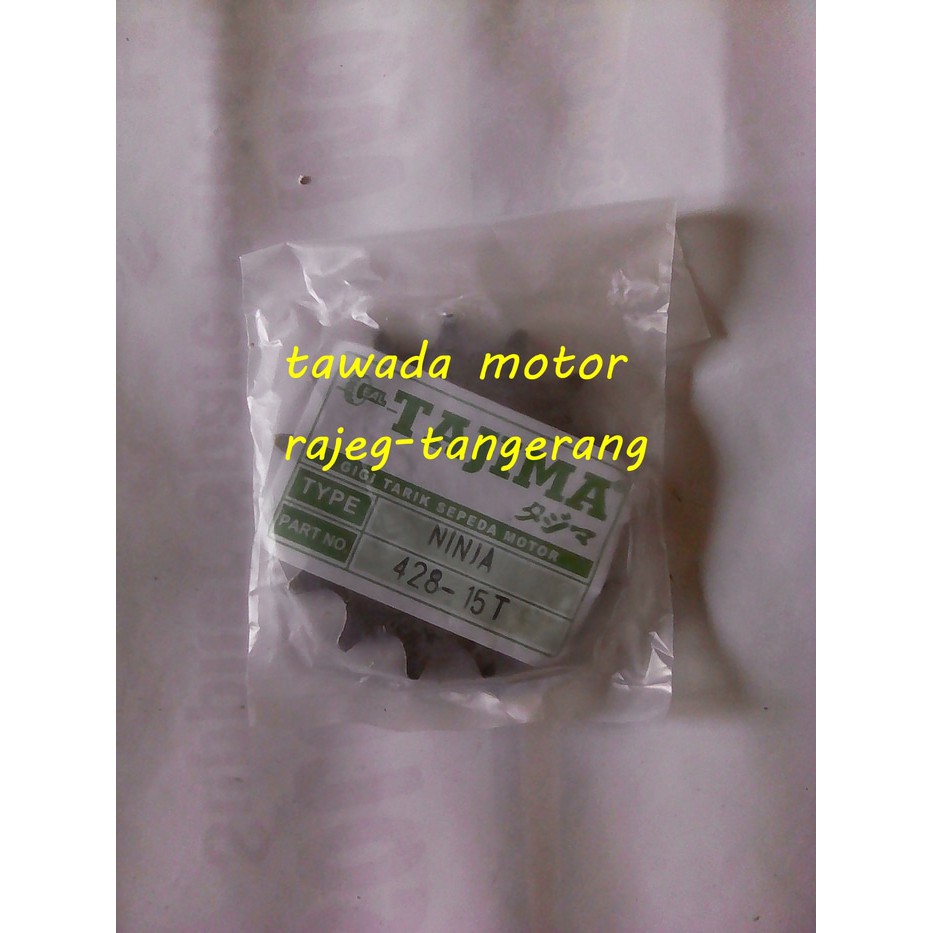 tawada motor
TAJIMA
rajeg-tangerang
GIGI TARIK SEPEDA MOTOR
タジマ
TYPE NINJA
PART NO. 428-15T